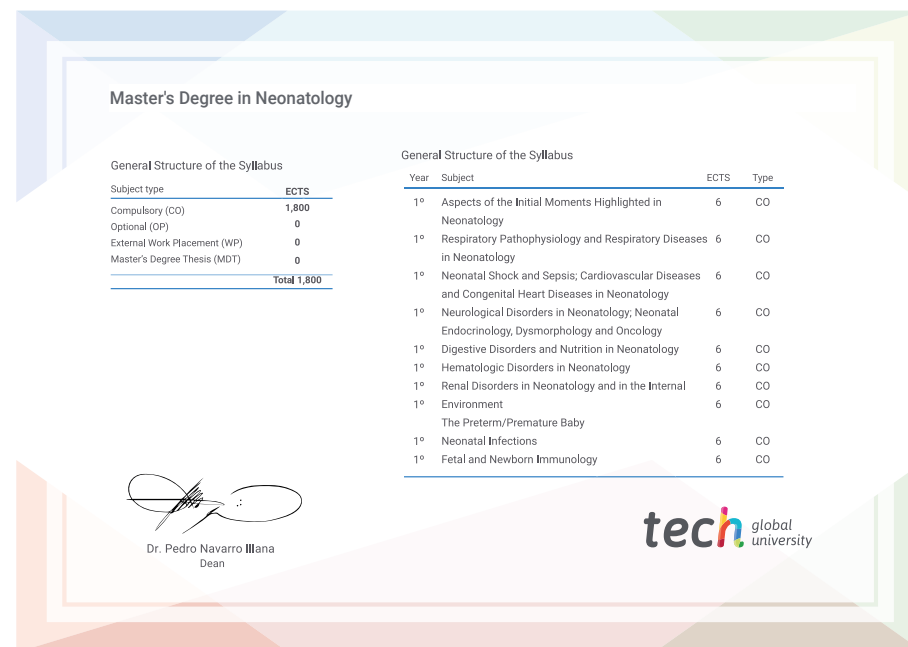 Master's Degree in Neonatology
General Structure of the Syllabus
Subject type ECTS
Compulsory (CO) 1,800
Optional (OP) 0
External Work Placement (WP) 0
Master's Degree Thesis (MDT) 0
Total 1,800
General Structure of the Syllabus
Year Subject ECTS Type
1º Aspects of the Initial Moments Highlighted in 6 CO
Neonatology
1º Respiratory Pathophysiology and Respiratory Diseases 6 CO
in Neonatology
1º Neonatal Shock and Sepsis; Cardiovascular Diseases 6 CO
and Congenital Heart Diseases in Neonatology
1º Neurological Disorders in Neonatology; Neonatal 6 CO
Endocrinology, Dysmorphology and Oncology
1º Digestive Disorders and Nutrition in Neonatology 6 CO
1º Hematologic Disorders in Neonatology 6 CO
1º Renal Disorders in Neonatology and in the Internal 6 CO
1º Environment 6 CO
The Preterm/Premature Baby
1º Neonatal Infections 6 CO
1º Fetal and Newborn Immunology 6 CO
Dr. Pedro Navarro Illana
Dean
tech global
university